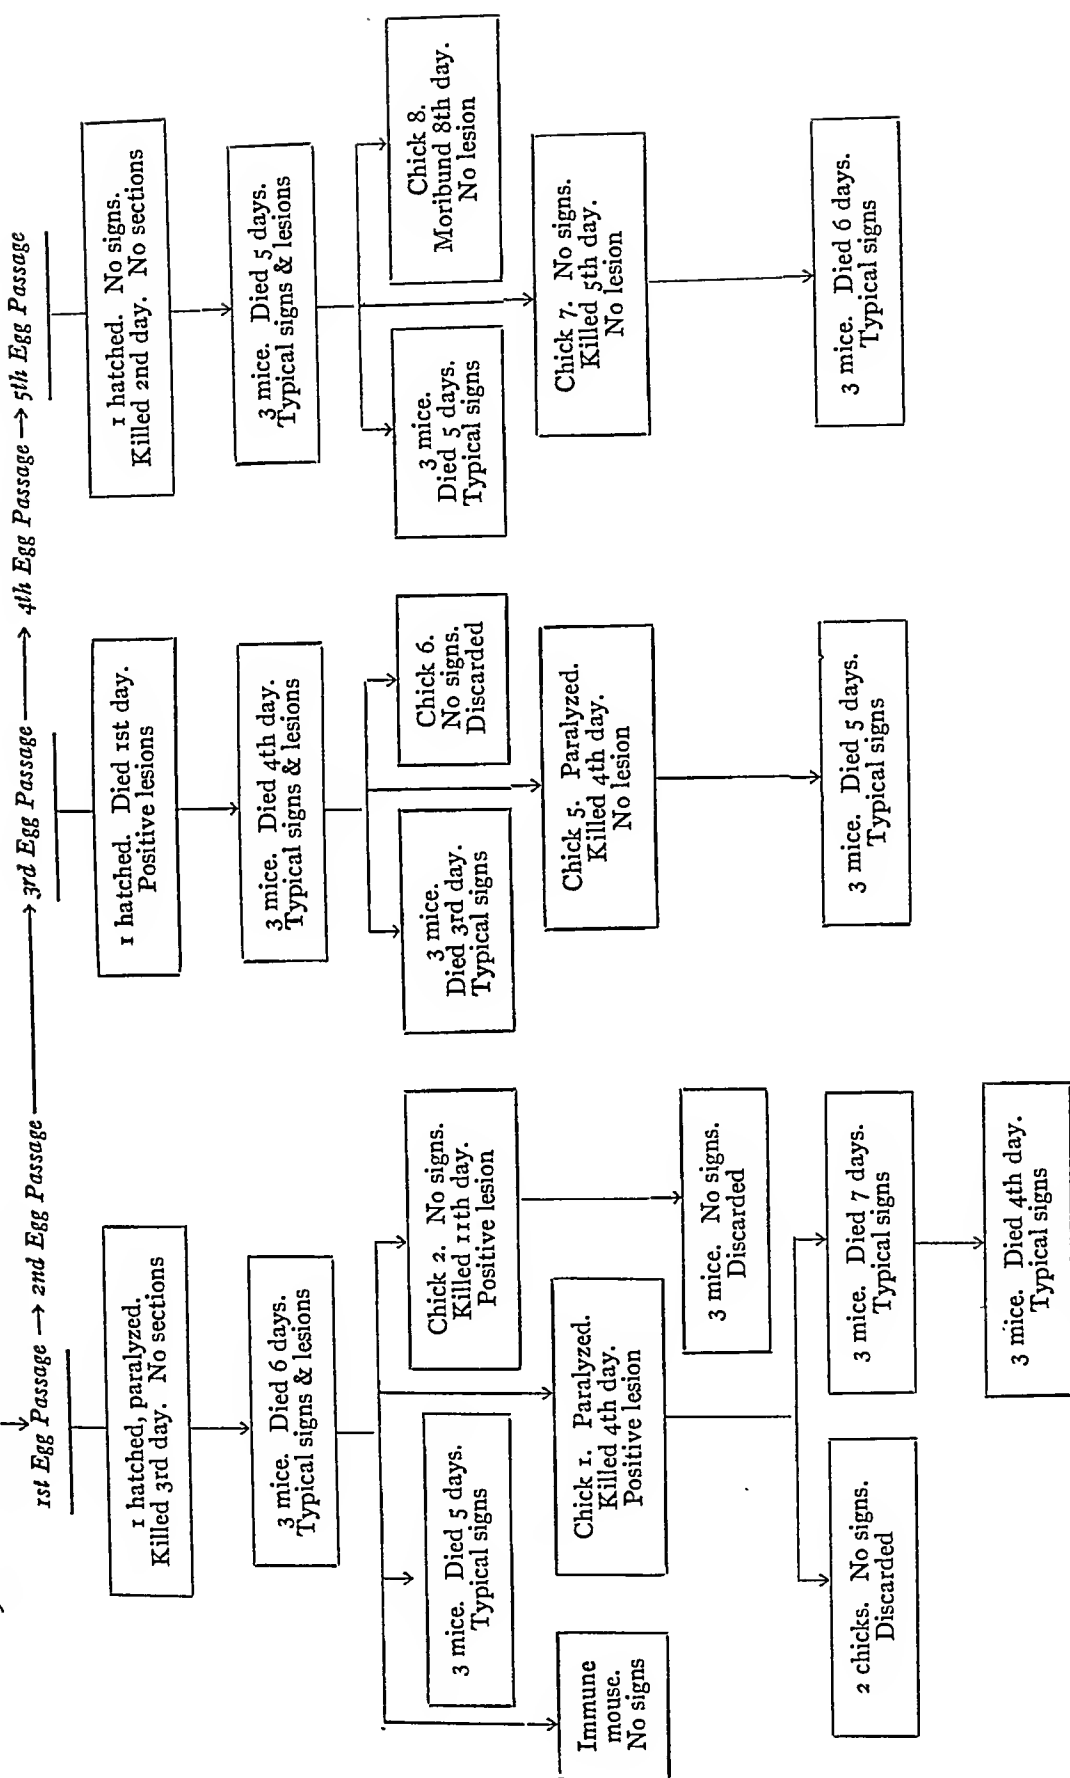 1st Egg Passage → 2nd Egg Passage → 3rd Egg Passage → 4th Egg Passage → 5th Egg Passage
1 hatched, paralyzed.
Killed 3rd day. No sections
3 mice. Died 6 days.
Typical signs & lesions
Immune
mouse.
No signs
3 mice. Died 5 days.
Typical signs
Chick 1. Paralyzed.
Killed 4th day.
Positive lesion
Chick 2. No signs.
Killed 11th day.
Positive lesion
3 mice. No signs.
Discarded
2 chicks. No signs.
Discarded
3 mice. Died 7 days.
Typical signs
3 mice. Died 4th day.
Typical signs
1 hatched. Died 1st day.
Positive lesions
3 mice. Died 4th day.
Typical signs & lesions
3 mice.
Died 3rd day.
Typical signs
Chick 5. Paralyzed.
Killed 4th day.
No lesion
Chick 6.
No signs.
Discarded
3 mice. Died 5 days.
Typical signs
1 hatched. No signs.
Killed 2nd day. No sections
3 mice. Died 5 days.
Typical signs & lesions
3 mice.
Died 5 days.
Typical signs
Chick 7. No signs.
Killed 5th day.
No lesion
Chick 8.
Moribund 8th day.
No lesion
3 mice. Died 6 days.
Typical signs